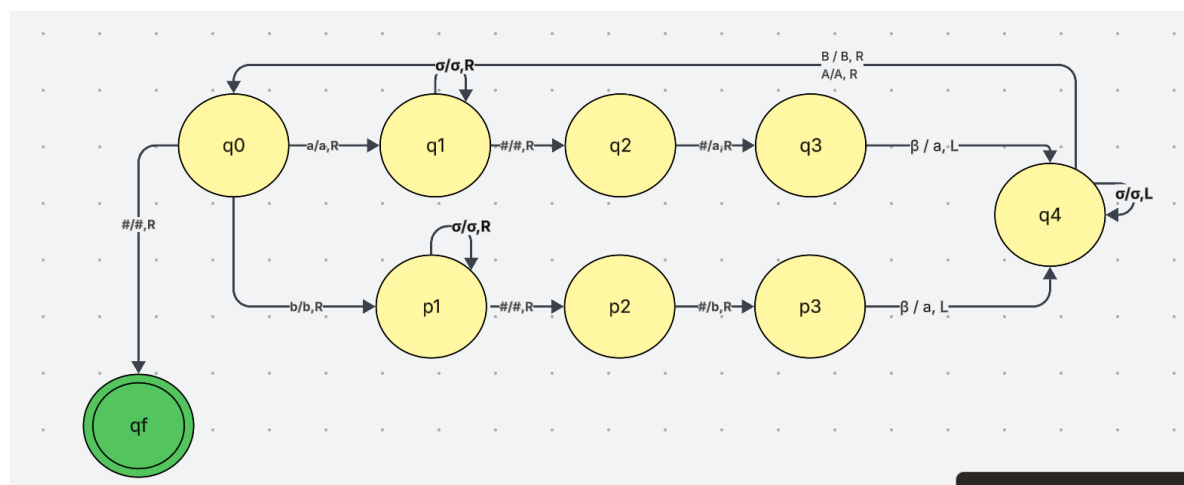 B / B, R
A/A, R
σ/σ,R
q0
a/a,R
q1
#/#,R
q2
#/a,R
q3
β / a, L
σ/σ,L
q4
#/#,R
σ/σ,R
b/b,R
p1
#/#,R
p2
#/b,R
p3
β / a, L
qf